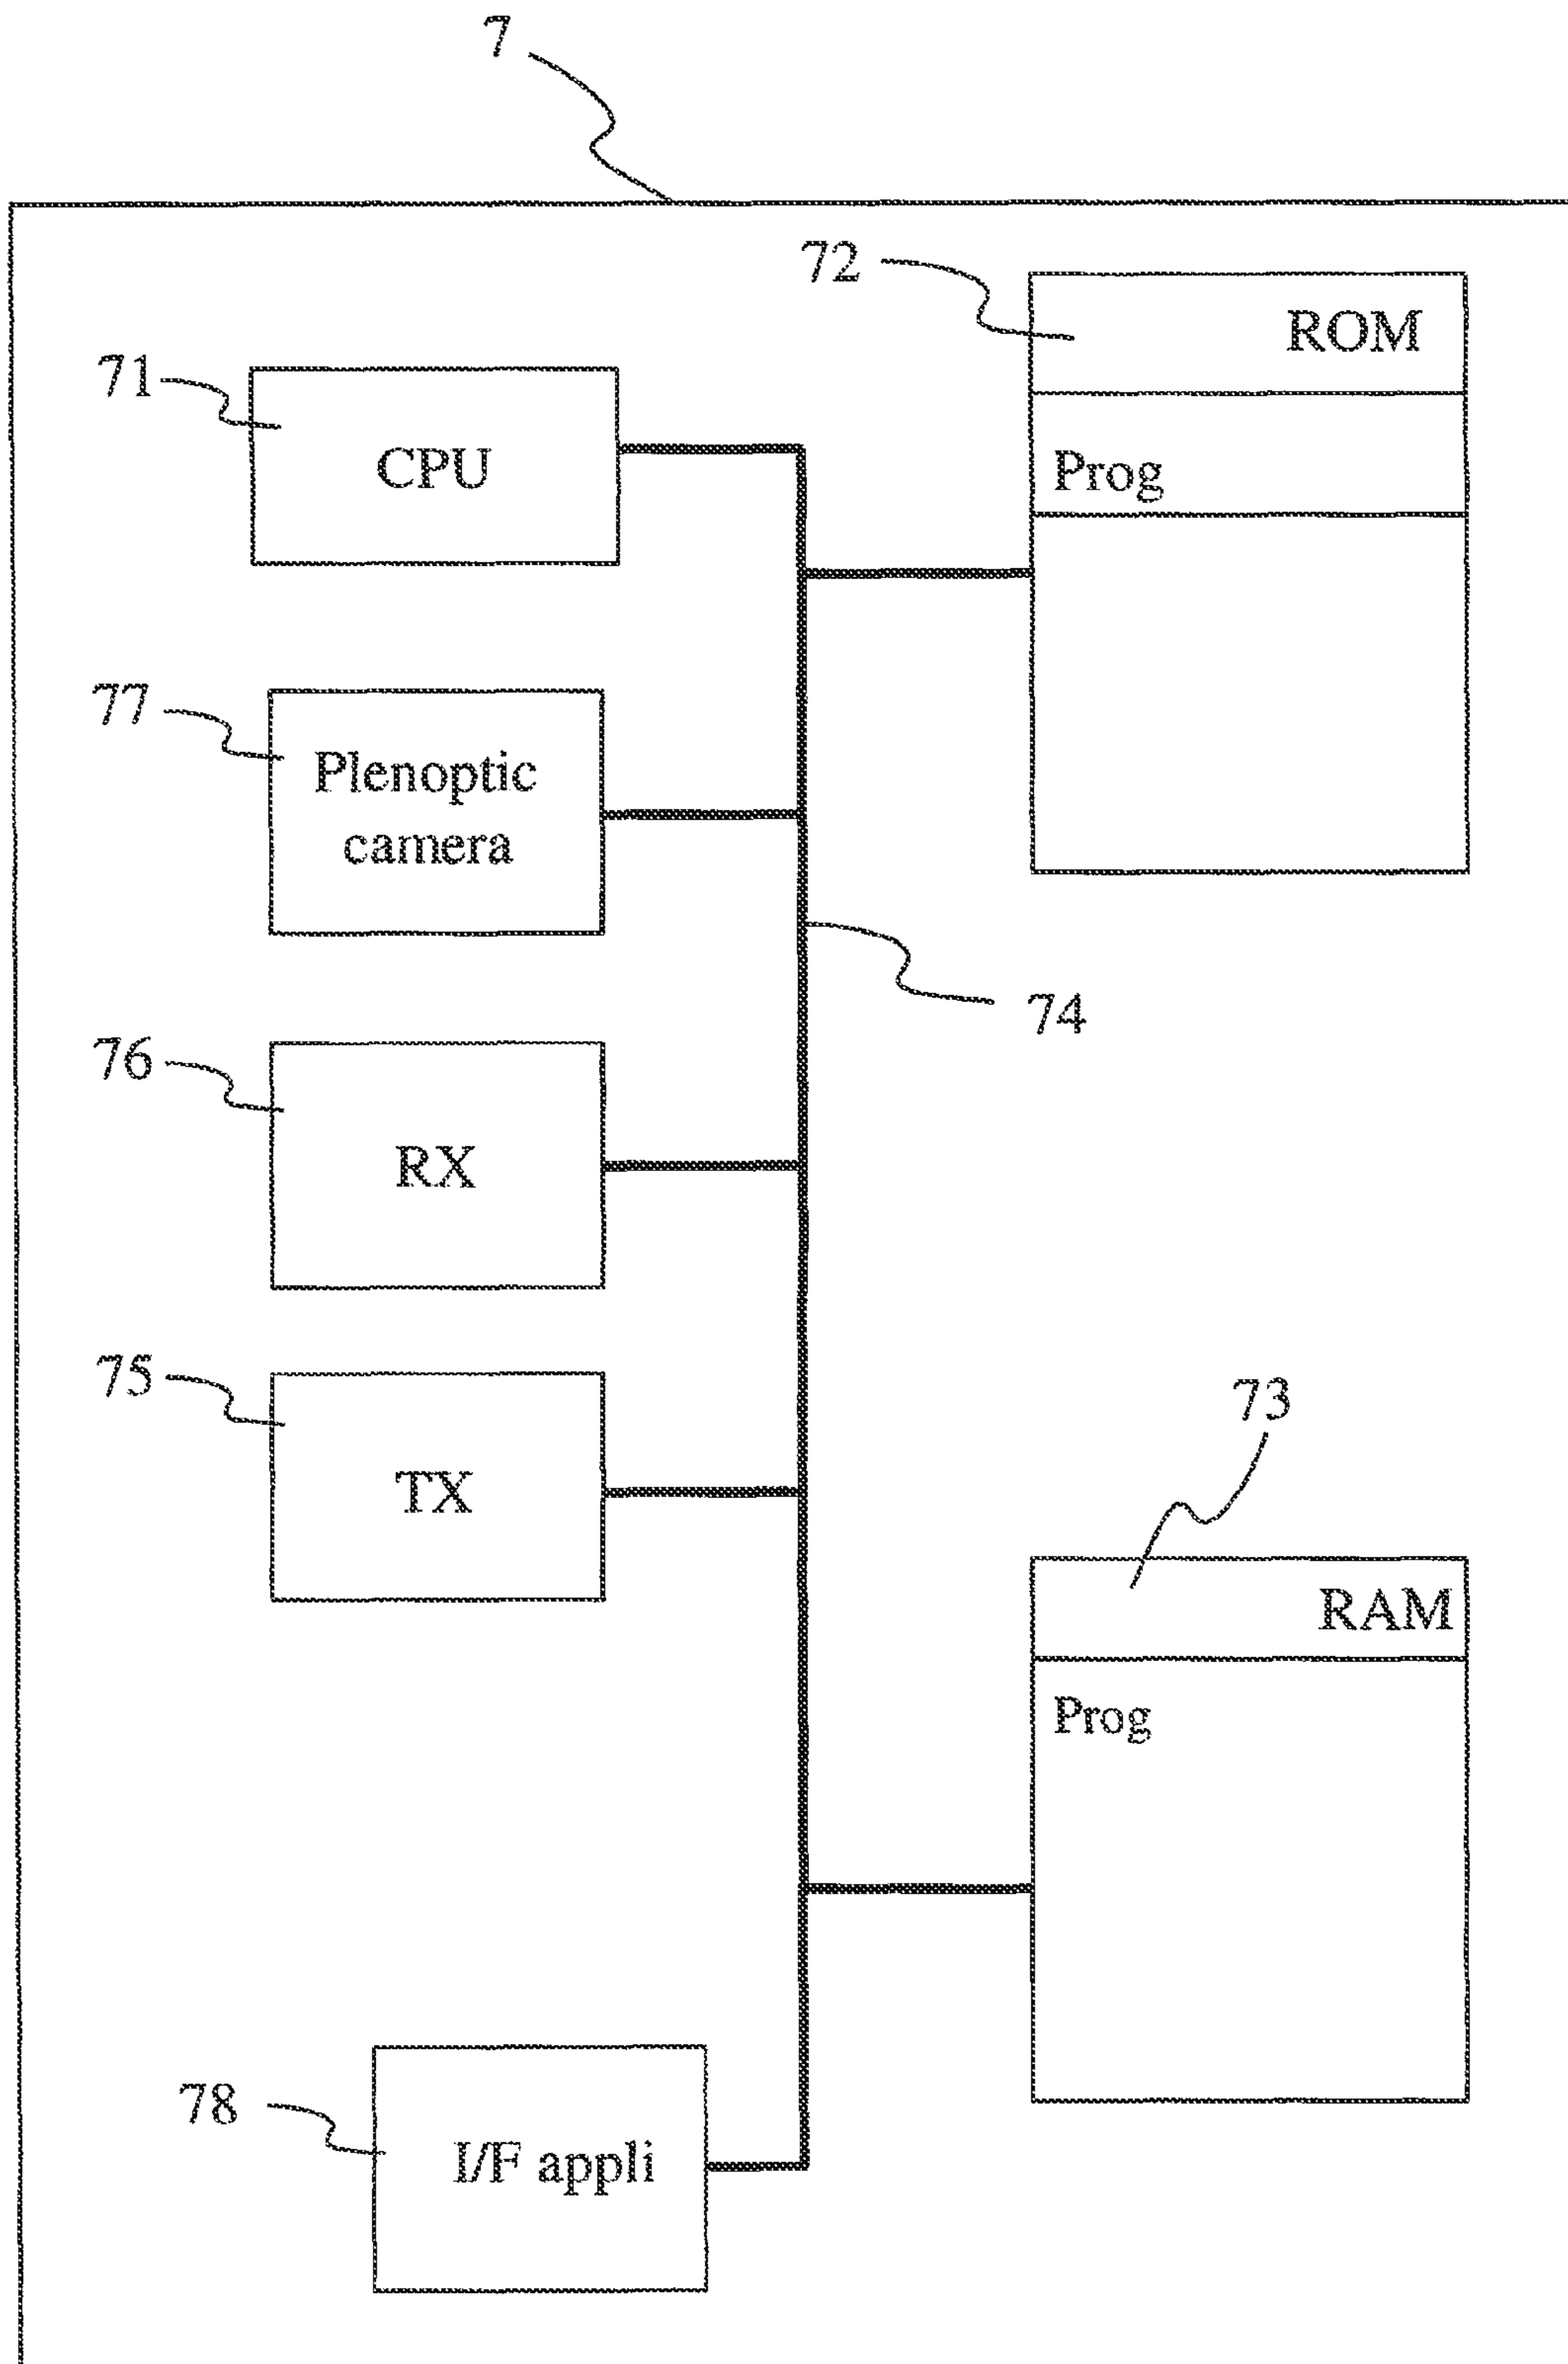 7
72
ROM
71
CPU
Prog
77
Plenoptic
camera
74
76
RX
75
TX
73
RAM
Prog
78
I/F appli